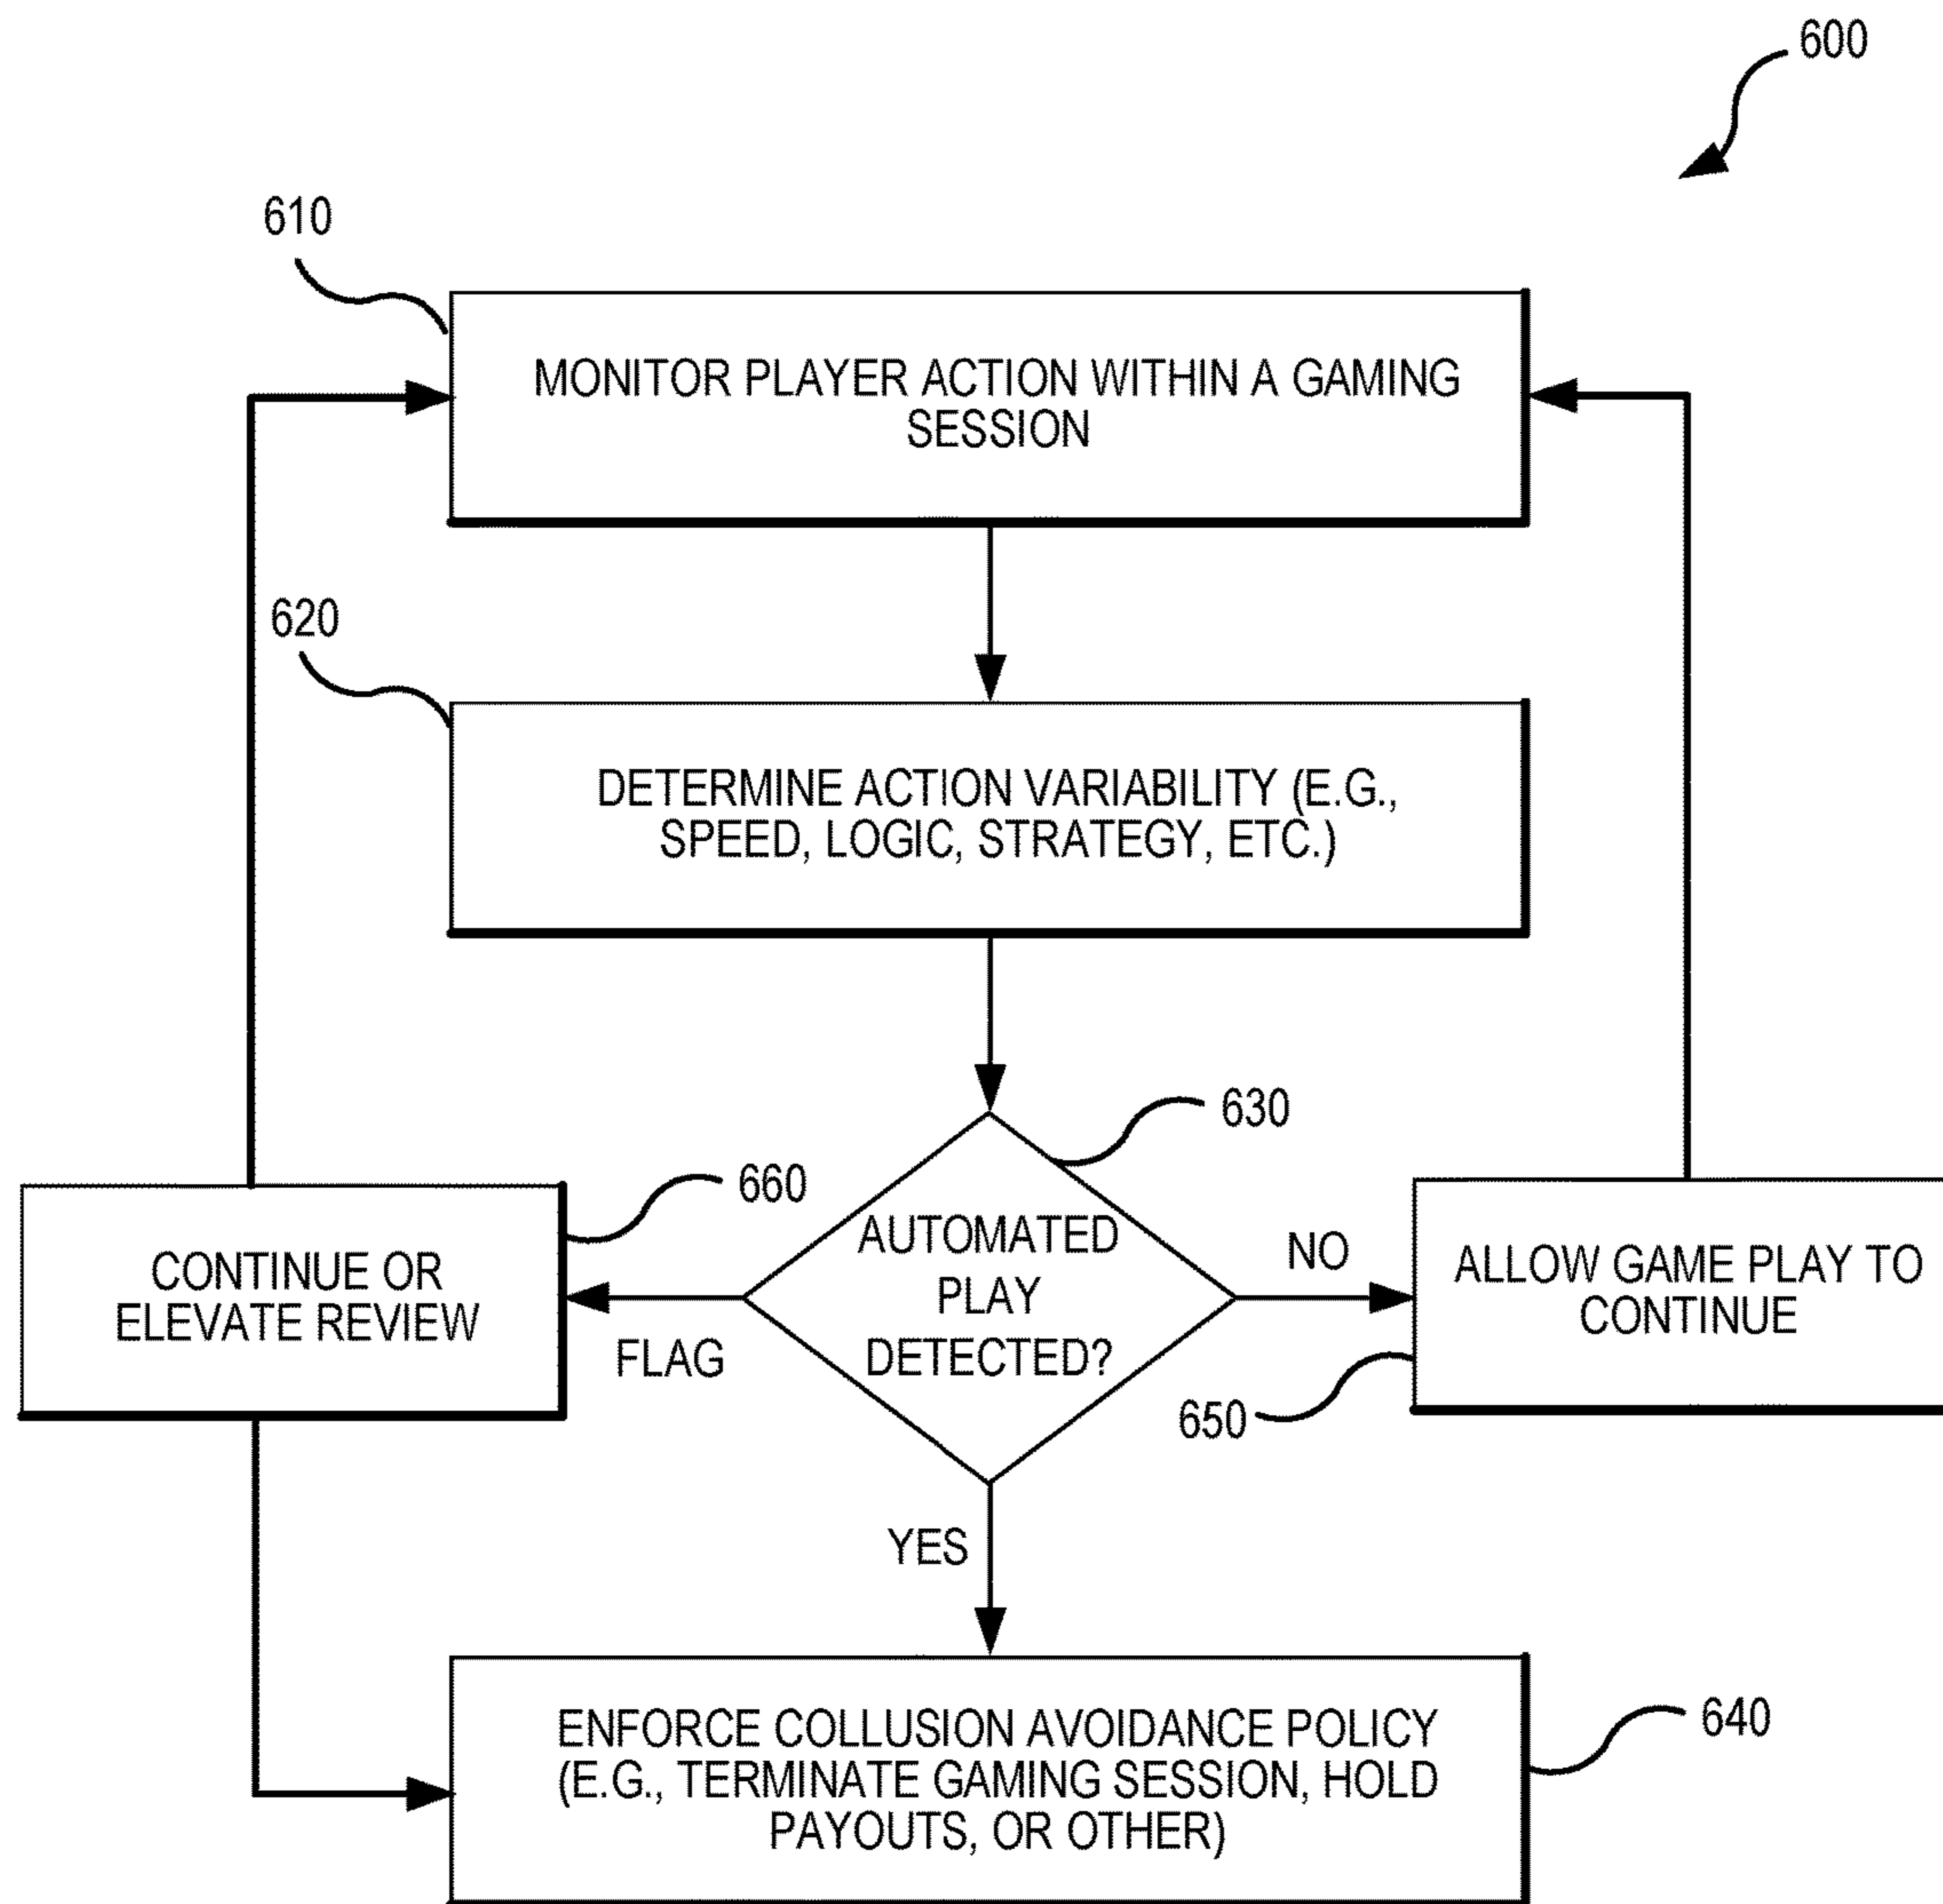 600
610
MONITOR PLAYER ACTION WITHIN A GAMING
SESSION
620
DETERMINE ACTION VARIABILITY (E.G.,
SPEED, LOGIC, STRATEGY, ETC.)
630
660
CONTINUE OR
ELEVATE REVIEW
FLAG
AUTOMATED
PLAY
DETECTED?
NO
ALLOW GAME PLAY TO
CONTINUE
650
YES
ENFORCE COLLUSION AVOIDANCE POLICY
(E.G., TERMINATE GAMING SESSION, HOLD
PAYOUTS, OR OTHER)
640